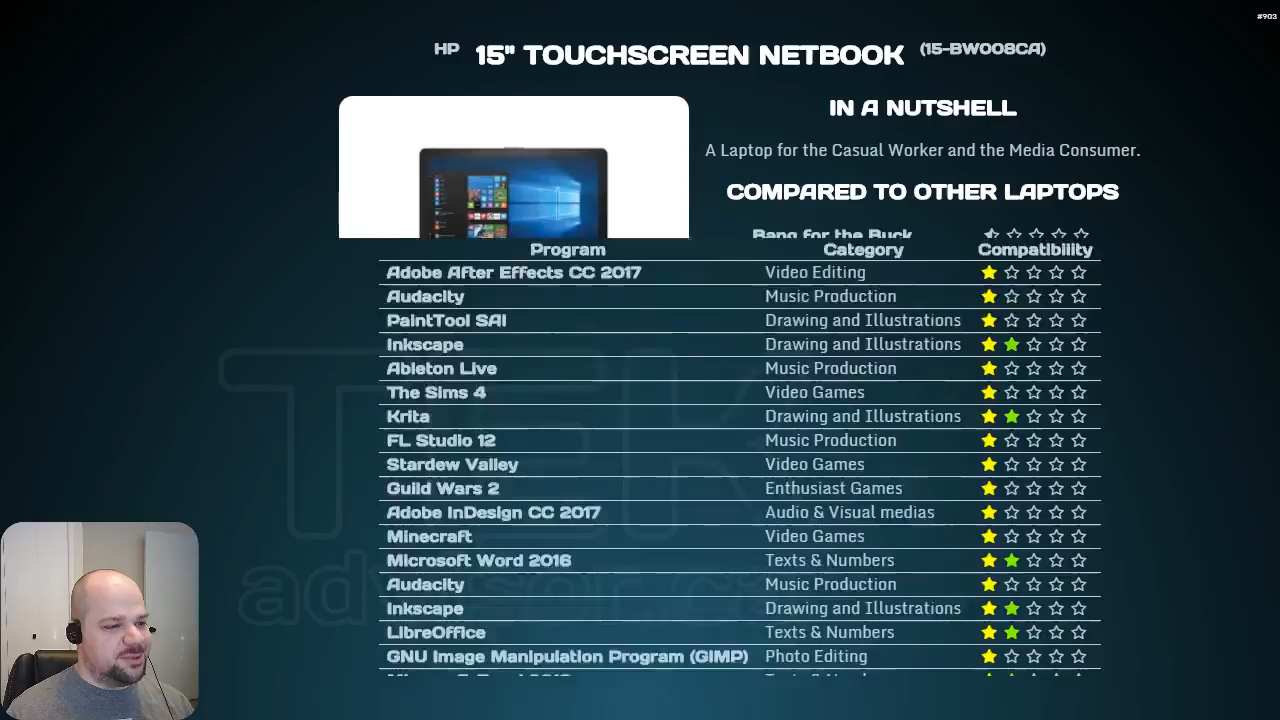 #903
HP 15" TOUCHSCREEN NETBOOK (15-BW008CA)
IN A NUTSHELL
A Laptop for the Casual Worker and the Media Consumer.
COMPARED TO OTHER LAPTOPS
Bang for the Buck
Program Category Compatibility
Adobe After Effects CC 2017 Video Editing
Audacity Music Production
PaintTool SAI Drawing and Illustrations
Inkscape Drawing and Illustrations
Ableton Live Music Production
The Sims 4 Video Games
Krita Drawing and Illustrations
FL Studio 12 Music Production
Stardew Valley Video Games
Guild Wars 2 Enthusiast Games
Adobe InDesign CC 2017 Audio & Visual medias
Minecraft Video Games
Microsoft Word 2016 Texts & Numbers
Audacity Music Production
Inkscape Drawing and Illustrations
LibreOffice Texts & Numbers
GNU Image Manipulation Program (GIMP) Photo Editing
TEK